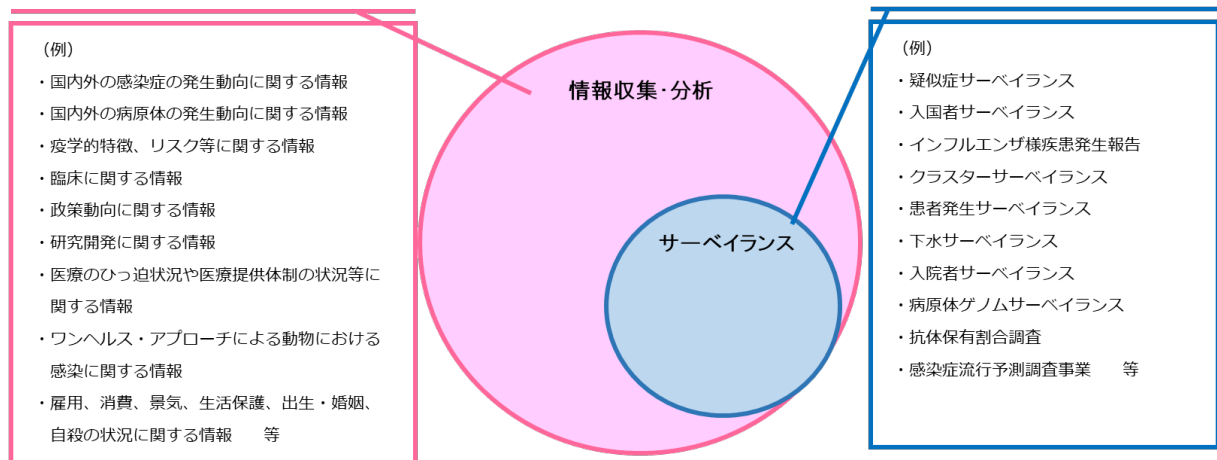 (例)
・国内外の感染症の発生動向に関する情報
・国内外の病原体の発生動向に関する情報
・疫学的特徴、リスク等に関する情報
・臨床に関する情報
・政策動向に関する情報
・研究開発に関する情報
・医療のひっ迫状況や医療提供体制の状況等に
関する情報
・ワンヘルス・アプローチによる動物における
感染に関する情報
・雇用、消費、景気、生活保護、出生・婚姻、
自殺の状況に関する情報　等
情報収集・分析
サーベイランス
(例)
・疑似症サーベイランス
・入国者サーベイランス
・インフルエンザ様疾患発生報告
・クラスターサーベイランス
・患者発生サーベイランス
・下水サーベイランス
・入院者サーベイランス
・病原体ゲノムサーベイランス
・抗体保有割合調査
・感染症流行予測調査事業　等